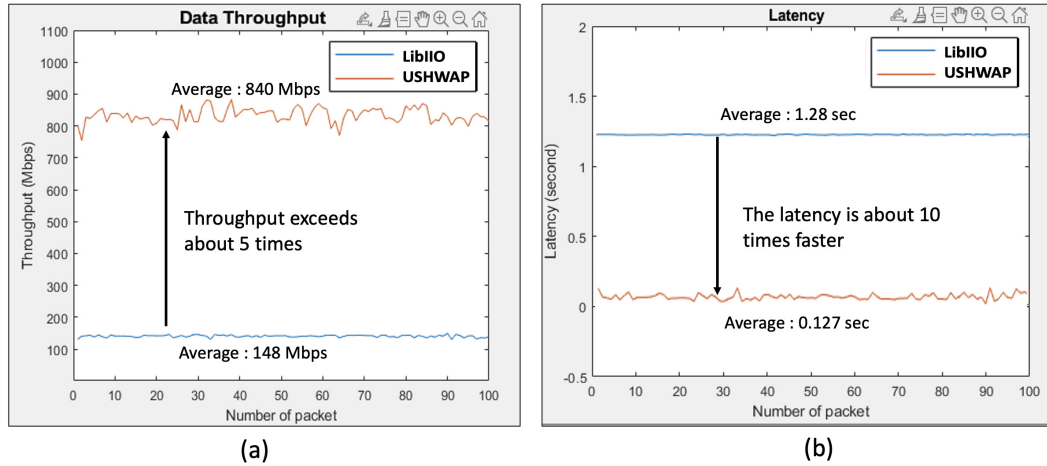 Data Throughput
1100
1000
900
800
700
600
500
400
300
200
100
Throughput (Mbps)
LibIIO
USHWAP
Average : 840 Mbps
Throughput exceeds
about 5 times
Average : 148 Mbps
0 10 20 30 40 50 60 70 80 90 100
Number of packet
(a)
Latency
2
1.5
1
0.5
0
-0.5
Latency (second)
LibIIO
USHWAP
Average : 1.28 sec
The latency is about 10
times faster
Average : 0.127 sec
0 10 20 30 40 50 60 70 80 90 100
Number of packet
(b)